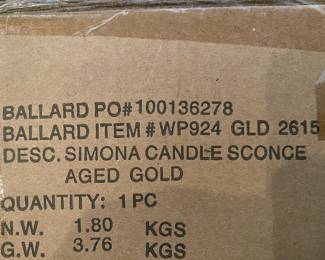 BALLARD PO#100136278
BALLARD ITEM # WP924 GLD 2615
DESC. SIMONA CANDLE SCONCE
AGED GOLD
QUANTITY: 1 PC
N.W. 1.80 KGS
G.W. 3.76 KGS